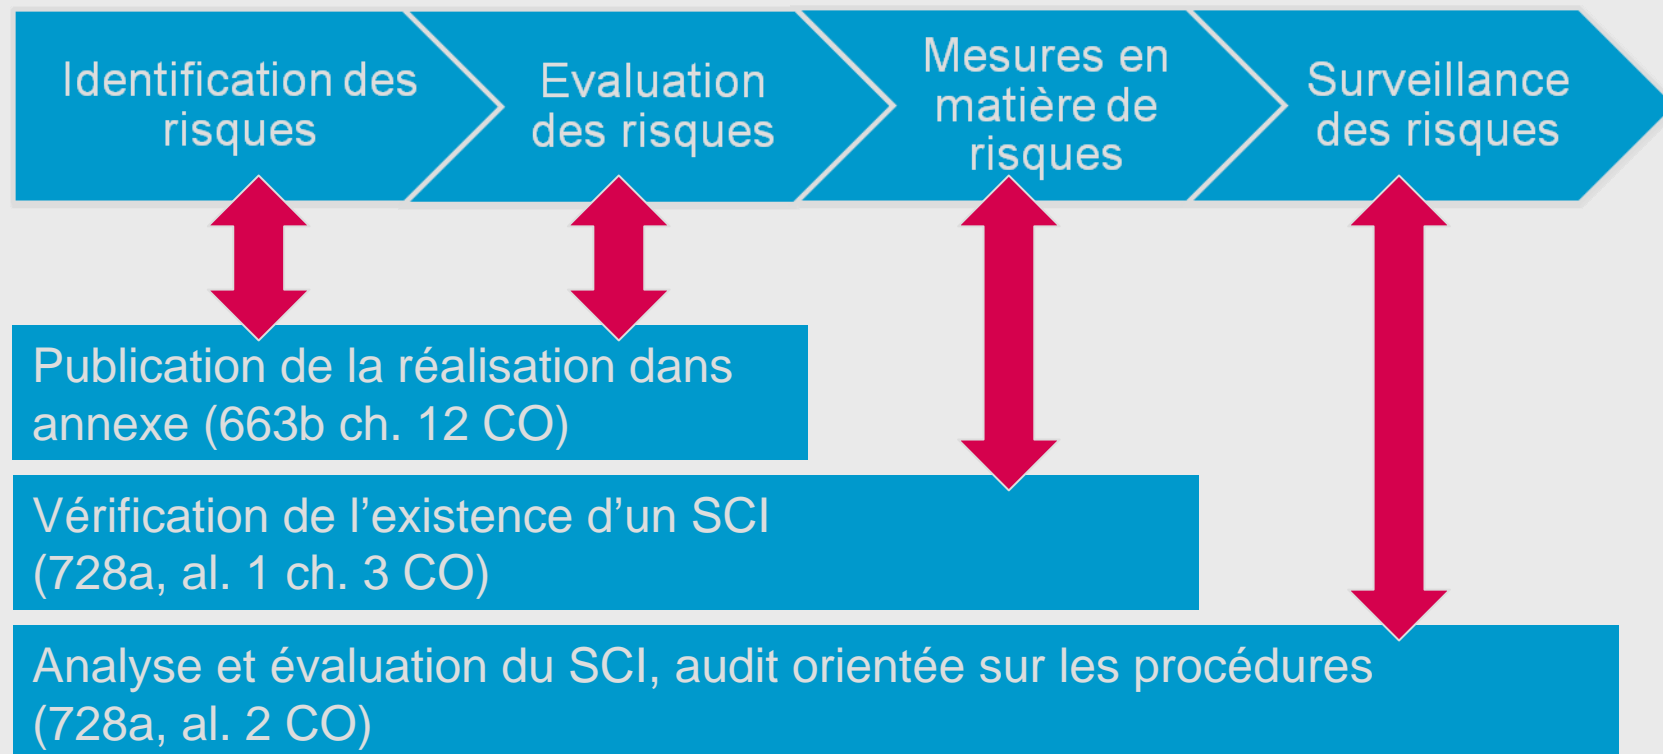 Identification des
risques
Evaluation
des risques
Mesures en
matière de
risques
Surveillance
des risques
Publication de la réalisation dans
annexe (663b ch. 12 CO)
Vérification de l’existence d’un SCI
(728a, al. 1 ch. 3 CO)
Analyse et évaluation du SCI, audit orientée sur les procédures
(728a, al. 2 CO)